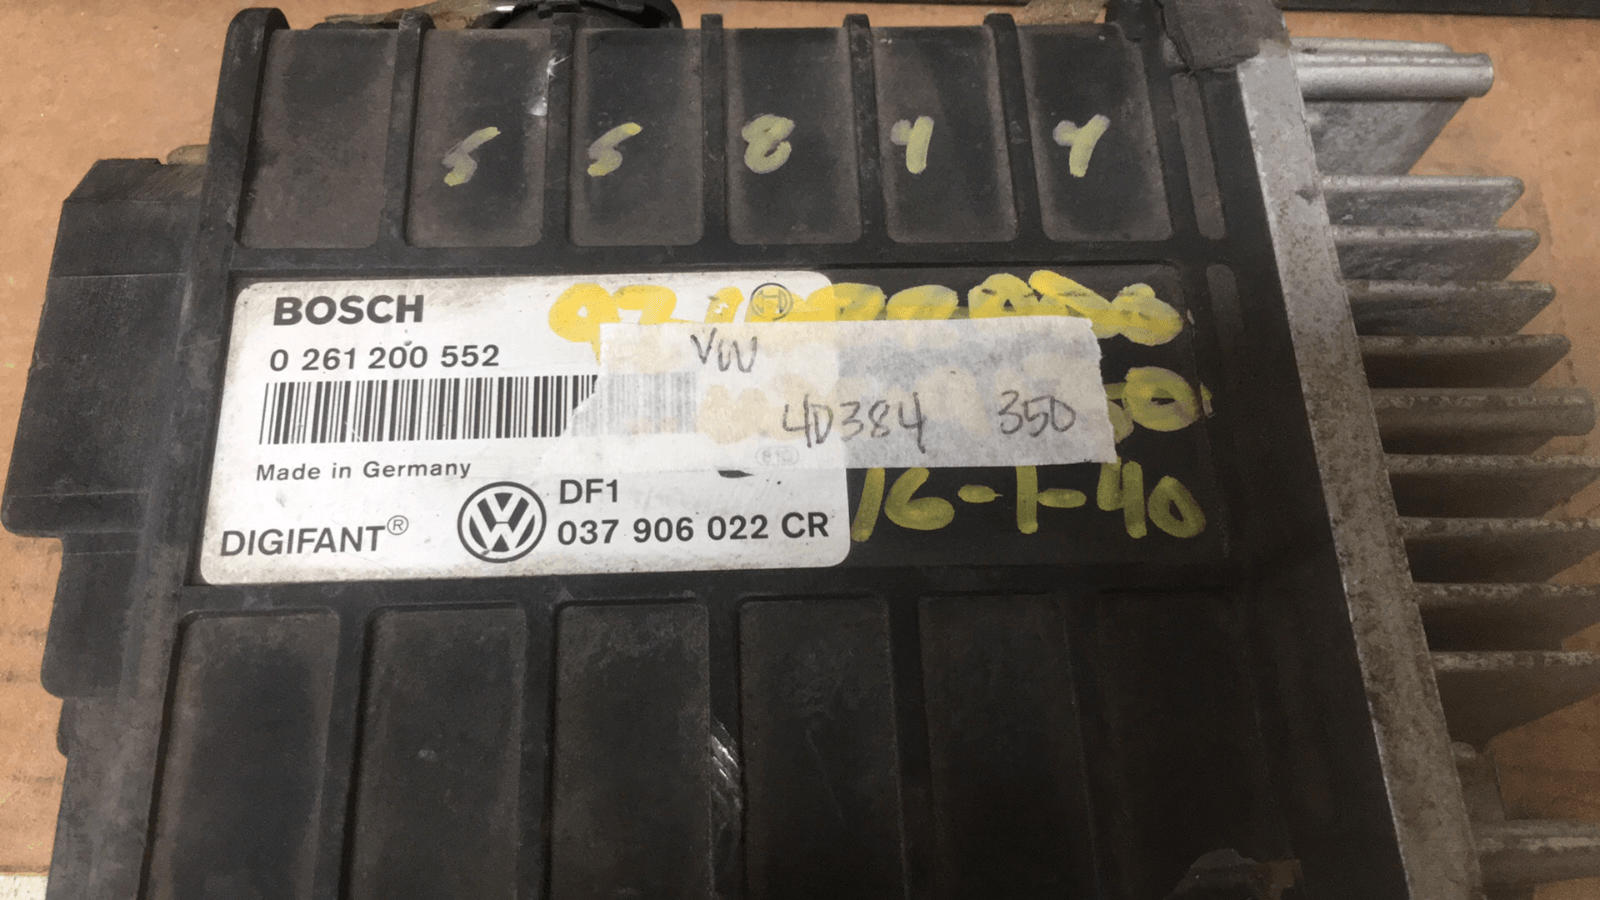 5 5 8 4 4
BOSCH
0 261 200 552
VW
4D384 350
Made in Germany
16-1-40
DF1
DIGIFANT®
037 906 022 CR